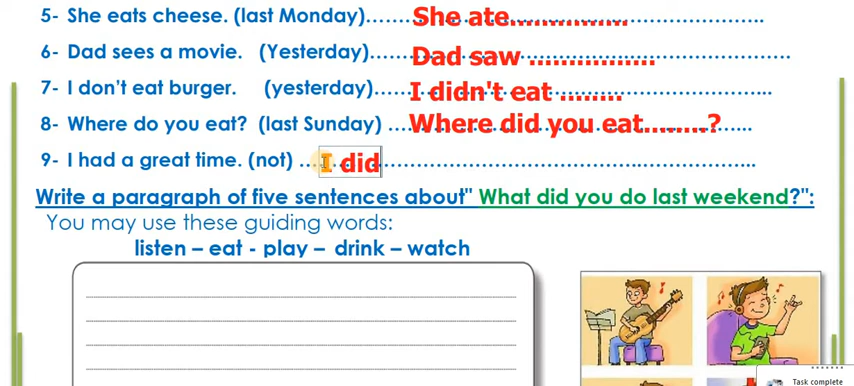 5- She eats cheese. (last Monday)....She ate...............
6- Dad sees a movie. (Yesterday)....Dad saw ................
7- I don't eat burger. (yesterday)....I didn't eat ........
8- Where do you eat? (last Sunday) ....Where did you eat........?
9- I had a great time. (not) ....I did
Write a paragraph of five sentences about" What did you do last weekend?":
You may use these guiding words:
listen – eat - play – drink – watch
Task complete